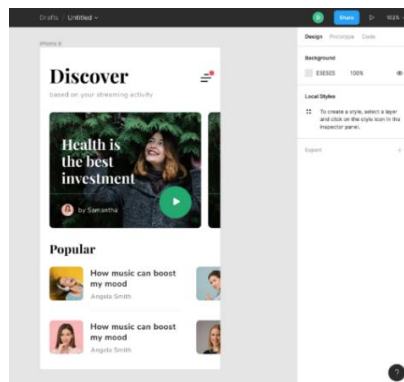 Drafts / Untitled
Share
102%
Design Prototype Code
iPhone 8
Discover
based on your streaming activity
Health is
the best
investment
by Samantha
Popular
How music can boost
my mood
Angela Smith
How music can boost
my mood
Angela Smith
Background
E5E5E5 100%
Local Styles
To create a style, select a layer
and click on the style icon in the
inspector panel.
Export
?